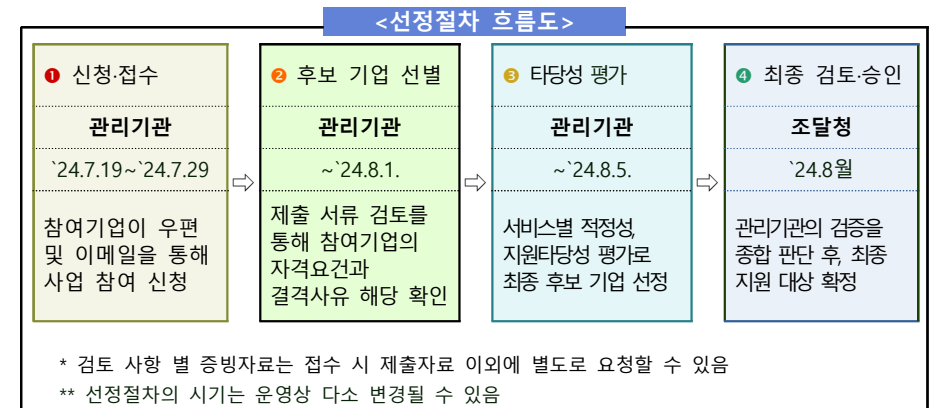 <선정절차 흐름도>
❶ 신청·접수
관리기관
`24.7.19~`24.7.29
참여기업이 우편
및 이메일을 통해
사업 참여 신청
⇨
❷ 후보 기업 선별
관리기관
~`24.8.1.
제출 서류 검토를
통해 참여기업의
자격요건과
결격사유 해당 확인
⇨
❸ 타당성 평가
관리기관
~`24.8.5.
서비스별 적정성,
지원타당성 평가로
최종 후보 기업 선정
⇨
❹ 최종 검토·승인
조달청
`24.8월
관리기관의 검증을
종합 판단 후, 최종
지원 대상 확정
* 검토 사항 별 증빙자료는 접수 시 제출자료 이외에 별도로 요청할 수 있음
** 선정절차의 시기는 운영상 다소 변경될 수 있음